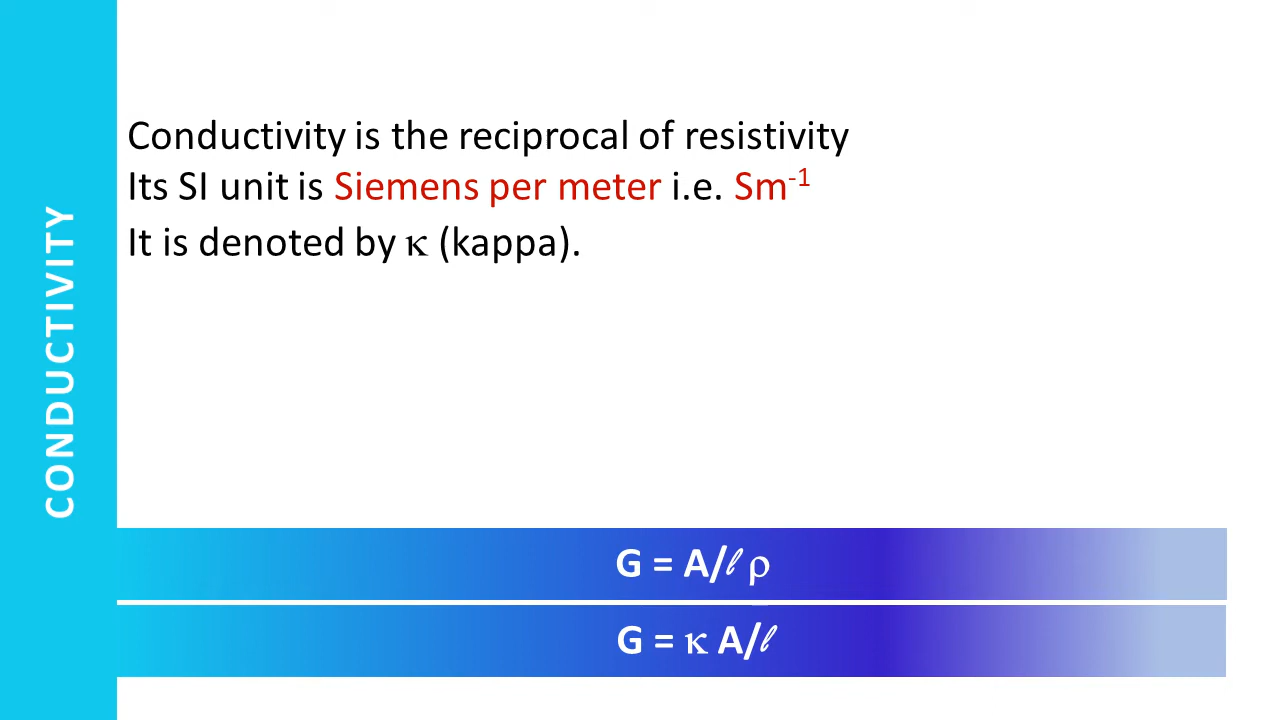 CONDUCTIVITY
Conductivity is the reciprocal of resistivity
Its SI unit is Siemens per meter i.e. Sm⁻¹
It is denoted by κ (kappa).
G = A/ℓ ρ
G = κ A/ℓ